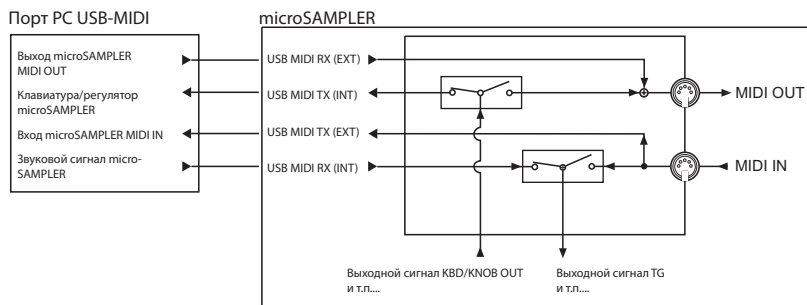 Порт PC USB-MIDI
microSAMPLER
Выход microSAMPLER
MIDI OUT
Клавиатура/регулятор
microSAMPLER
Вход microSAMPLER MIDI IN
Звуковой сигнал micro-
SAMPLER
USB MIDI RX (EXT)
USB MIDI TX (INT)
USB MIDI TX (EXT)
USB MIDI RX (INT)
MIDI OUT
MIDI IN
Выходной сигнал KBD/KNOB OUT
и т.п....
Выходной сигнал TG
и т.п....